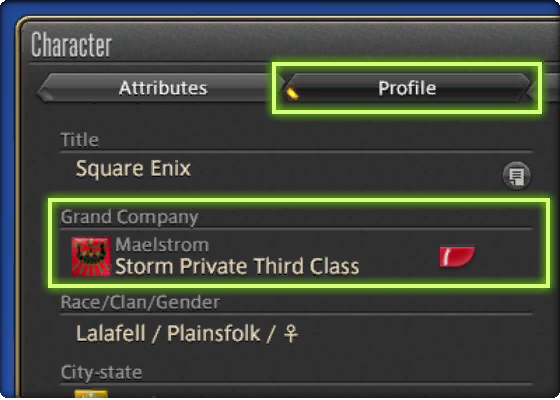 Character
Attributes
Profile
Title
Square Enix
Grand Company
Maelstrom
Storm Private Third Class
Race/Clan/Gender
Lalafell / Plainsfolk / ♀
City-state